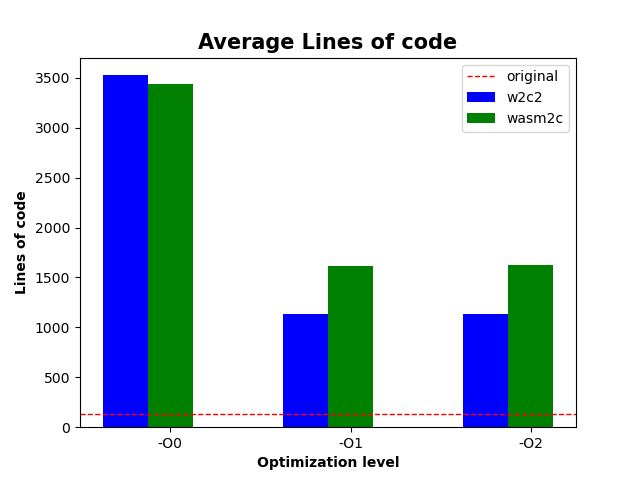 Average Lines of code
original
w2c2
wasm2c
3500
3000
2500
2000
1500
1000
500
0
Lines of code
-O0
-O1
-O2
Optimization level